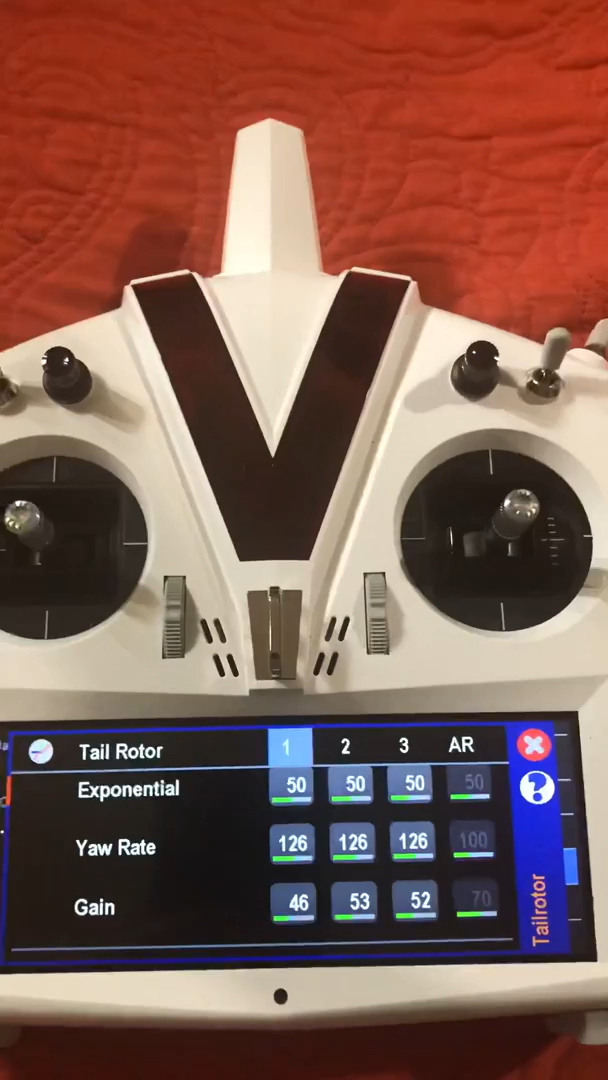 Tail Rotor 1 2 3 AR
Exponential 50 50 50 50
Yaw Rate 126 126 126 100
Gain 46 53 52 70
Tailrotor
?